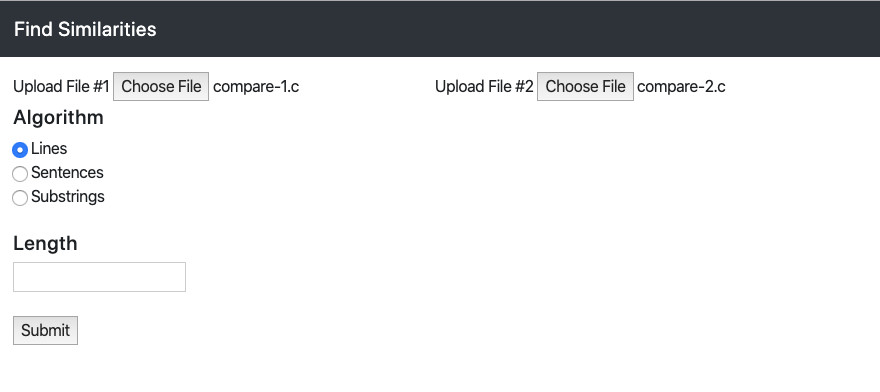 Find Similarities
Upload File #1 Choose File compare-1.c Upload File #2 Choose File compare-2.c
Algorithm
Lines
Sentences
Substrings
Length
Submit